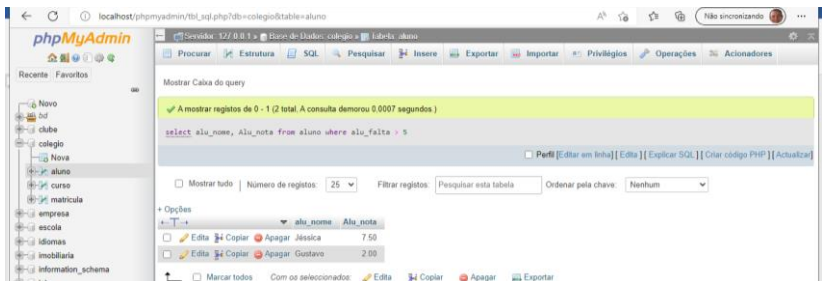 localhost/phpmyadmin/tbl_sql.php?db=colegio&table=aluno
Não sincronizando
phpMyAdmin
Recente Favoritos
Novo
bd
clube
colegio
Nova
aluno
curso
matricula
empresa
escola
idiomas
imobiliaria
information_schema
Servidor: 127.0.0.1 » Base de Dados: colegio » Tabela: aluno
Procurar Estrutura SQL Pesquisar Insere Exportar Importar Privilégios Operações Acionadores
Mostrar Caixa do query
A mostrar registos de 0 - 1 (2 total, A consulta demorou 0,0007 segundos.)
select alu_nome, Alu_nota from aluno where alu_falta > 5
Perfil [Editar em linha] [ Edita ] [ Explicar SQL ] [ Criar código PHP ] [ Actualizar]
Mostrar tudo | Número de registos: 25 Filtrar registos: Pesquisar esta tabela Ordenar pela chave: Nenhum
+ Opções
←T→ alu_nome Alu_nota
Edita Copiar Apagar Jéssica 7.50
Edita Copiar Apagar Gustavo 2.00
Marcar todos Com os seleccionados: Edita Copiar Apagar Exportar